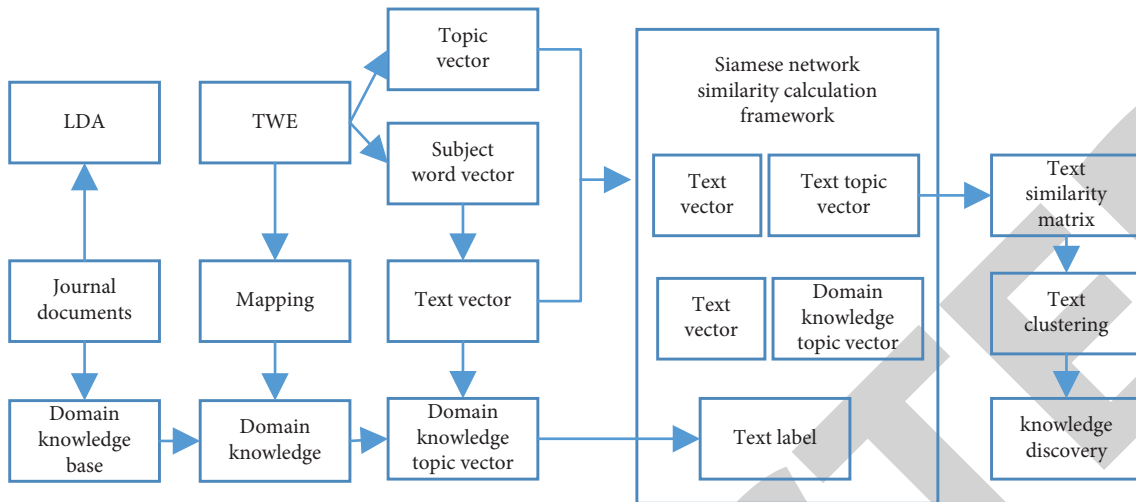 LDA
TWE
Topic
vector
Subject
word vector
Journal
documents
Mapping
Text vector
Domain
knowledge
base
Domain
knowledge
Domain
knowledge
topic vector
Siamese network
similarity calculation
framework
Text
vector
Text topic
vector
Text
vector
Domain
knowledge
topic vector
Text label
Text
similarity
matrix
Text
clustering
knowledge
discovery